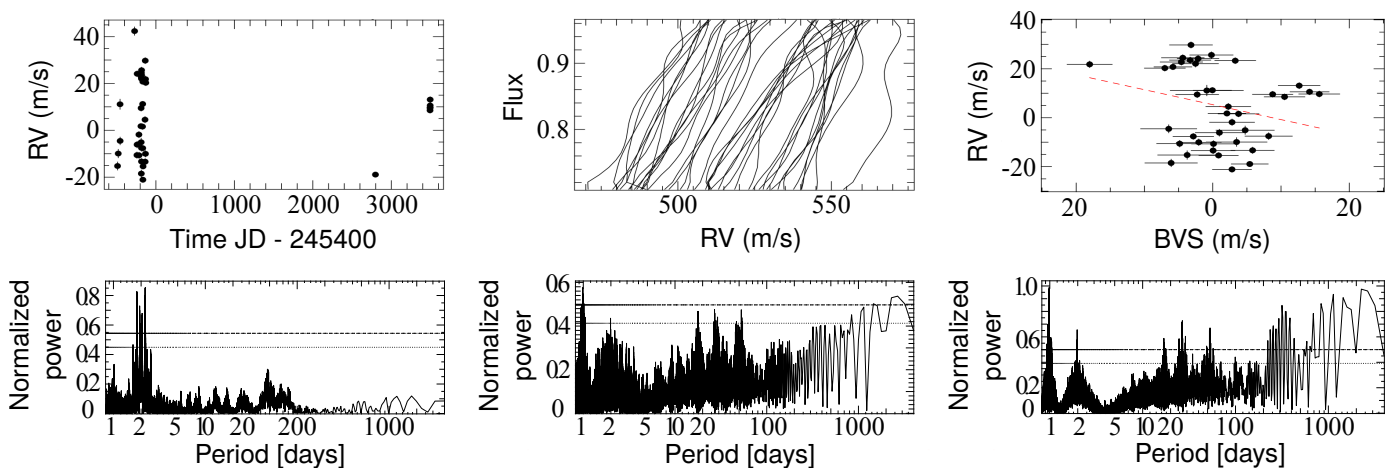 40
20
0
-20
RV (m/s)
0 1000 2000 3000
Time JD - 245400
0.9
0.8
Flux
500 550
RV (m/s)
40
20
0
-20
RV (m/s)
20 0 20
BVS (m/s)
0.8
0.6
0.4
0.2
0
Normalized
power
1 2 5 10 20 200 1000
Period [days]
0.6
0.4
0.2
0
Normalized
power
1 2 5 10 20 100 1000
Period [days]
1.0
0.6
0.2
0.0
Normalized
power
1 2 5 10 20 100 1000
Period [days]